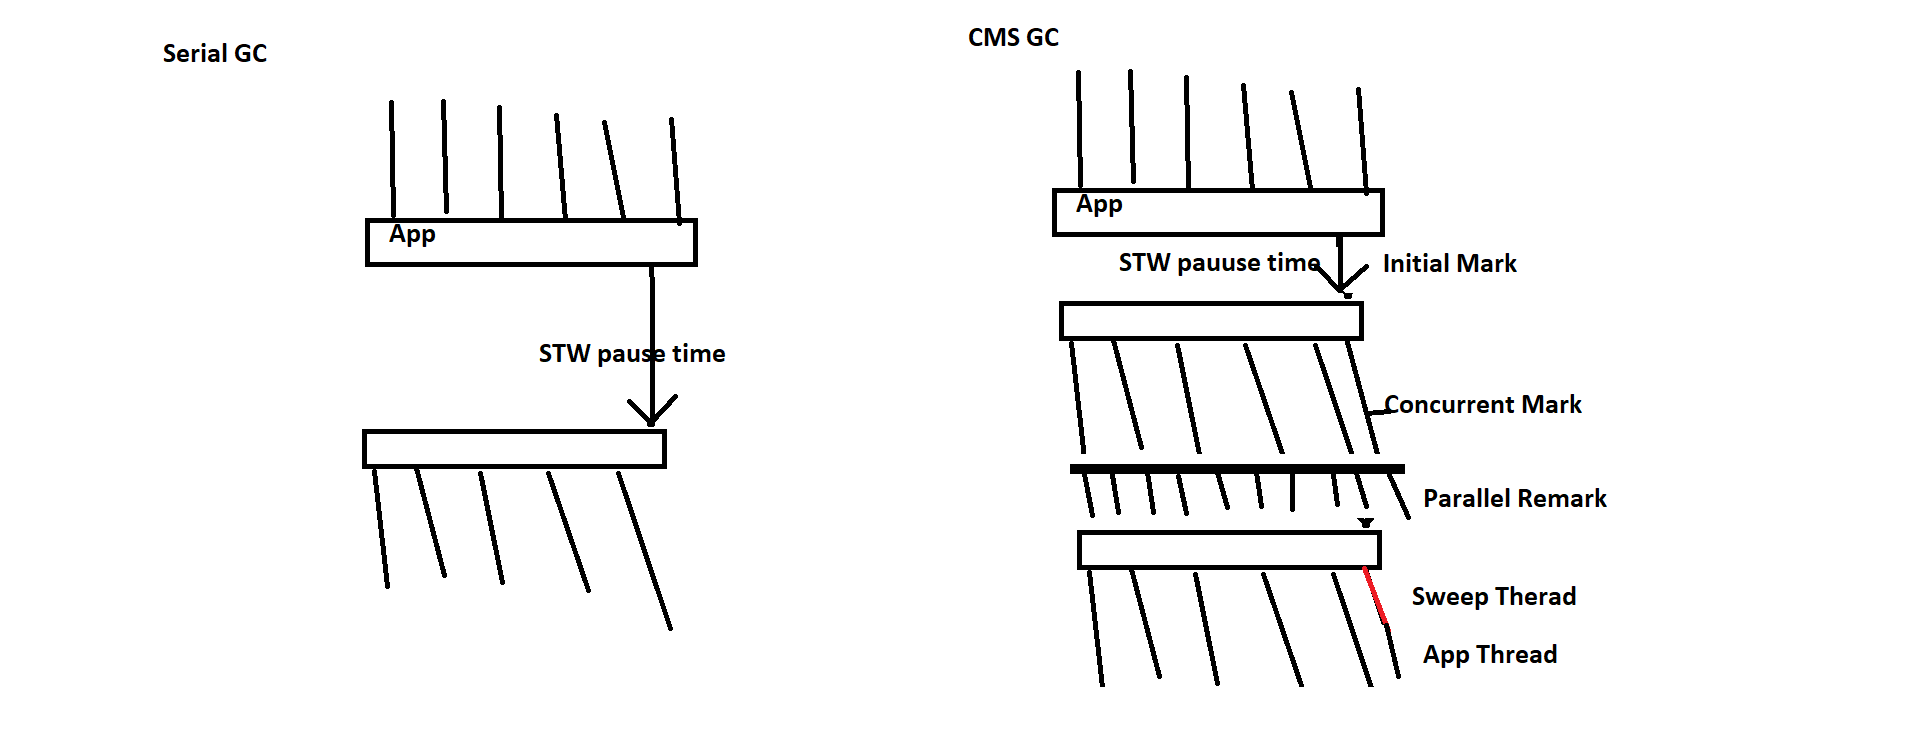 Serial GC
App
STW pause time
CMS GC
App
STW pauuse time
Initial Mark
Concurrent Mark
Parallel Remark
Sweep Therad
App Thread